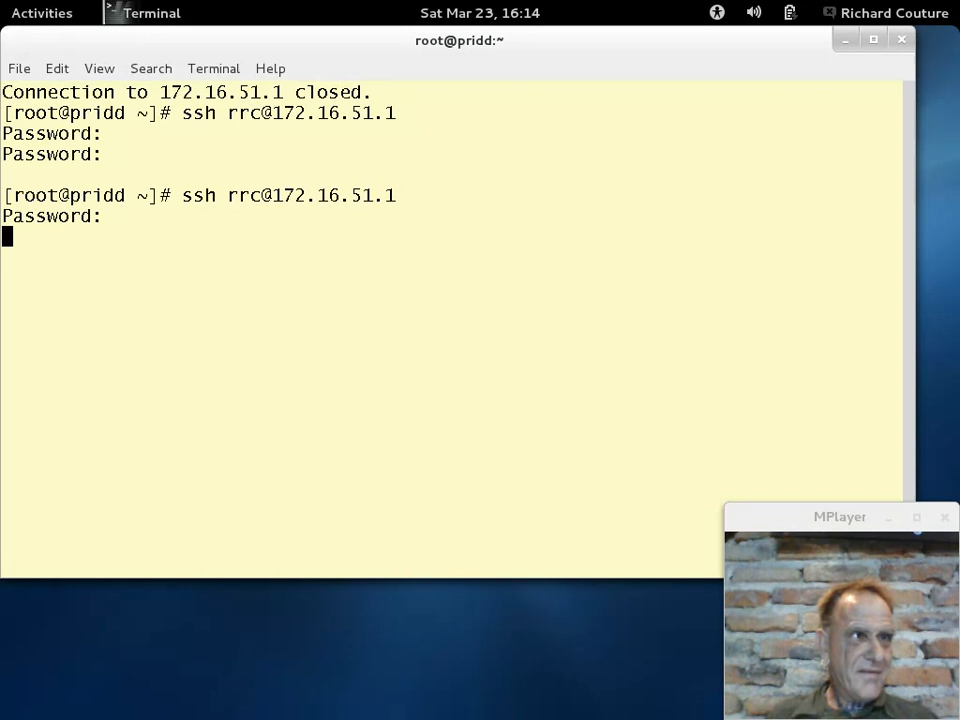 Activities
Terminal
Sat Mar 23, 16:14
Richard Couture
root@pridd:~
File Edit View Search Terminal Help
Connection to 172.16.51.1 closed.
[root@pridd ~]# ssh rrc@172.16.51.1
Password:
Password:
[root@pridd ~]# ssh rrc@172.16.51.1
Password:
MPlayer